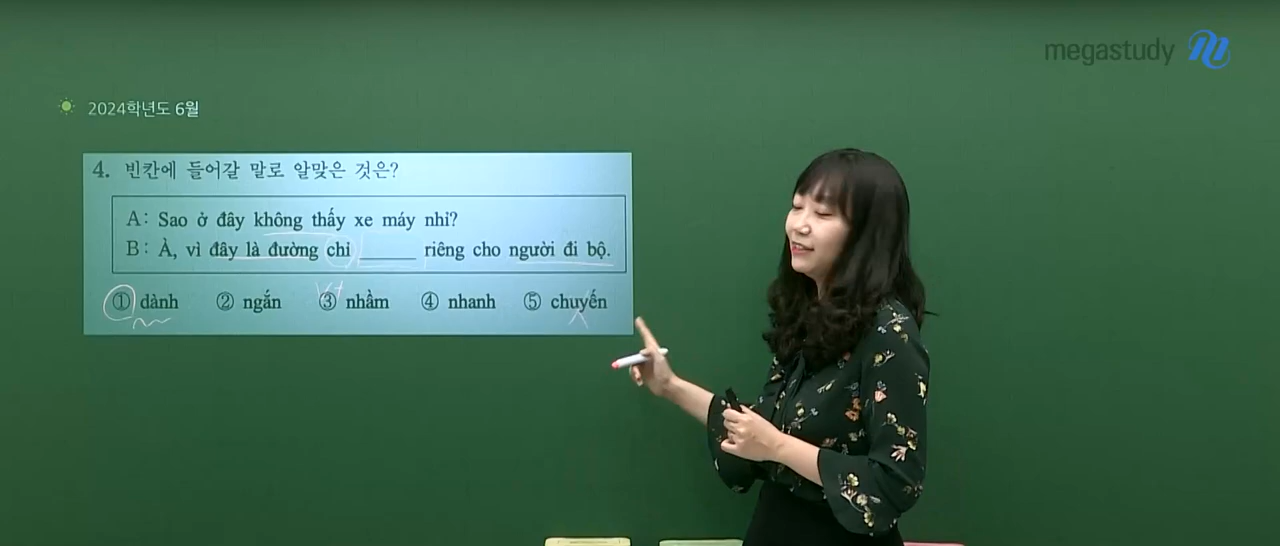 megastudy
2024학년도 6월
4. 빈칸에 들어갈 말로 알맞은 것은?
A: Sao ở đây không thấy xe máy nhỉ?
B: À, vì đây là đường chỉ ______ riêng cho người đi bộ.
① dành ② ngắn ③ nhầm ④ nhanh ⑤ chuyến